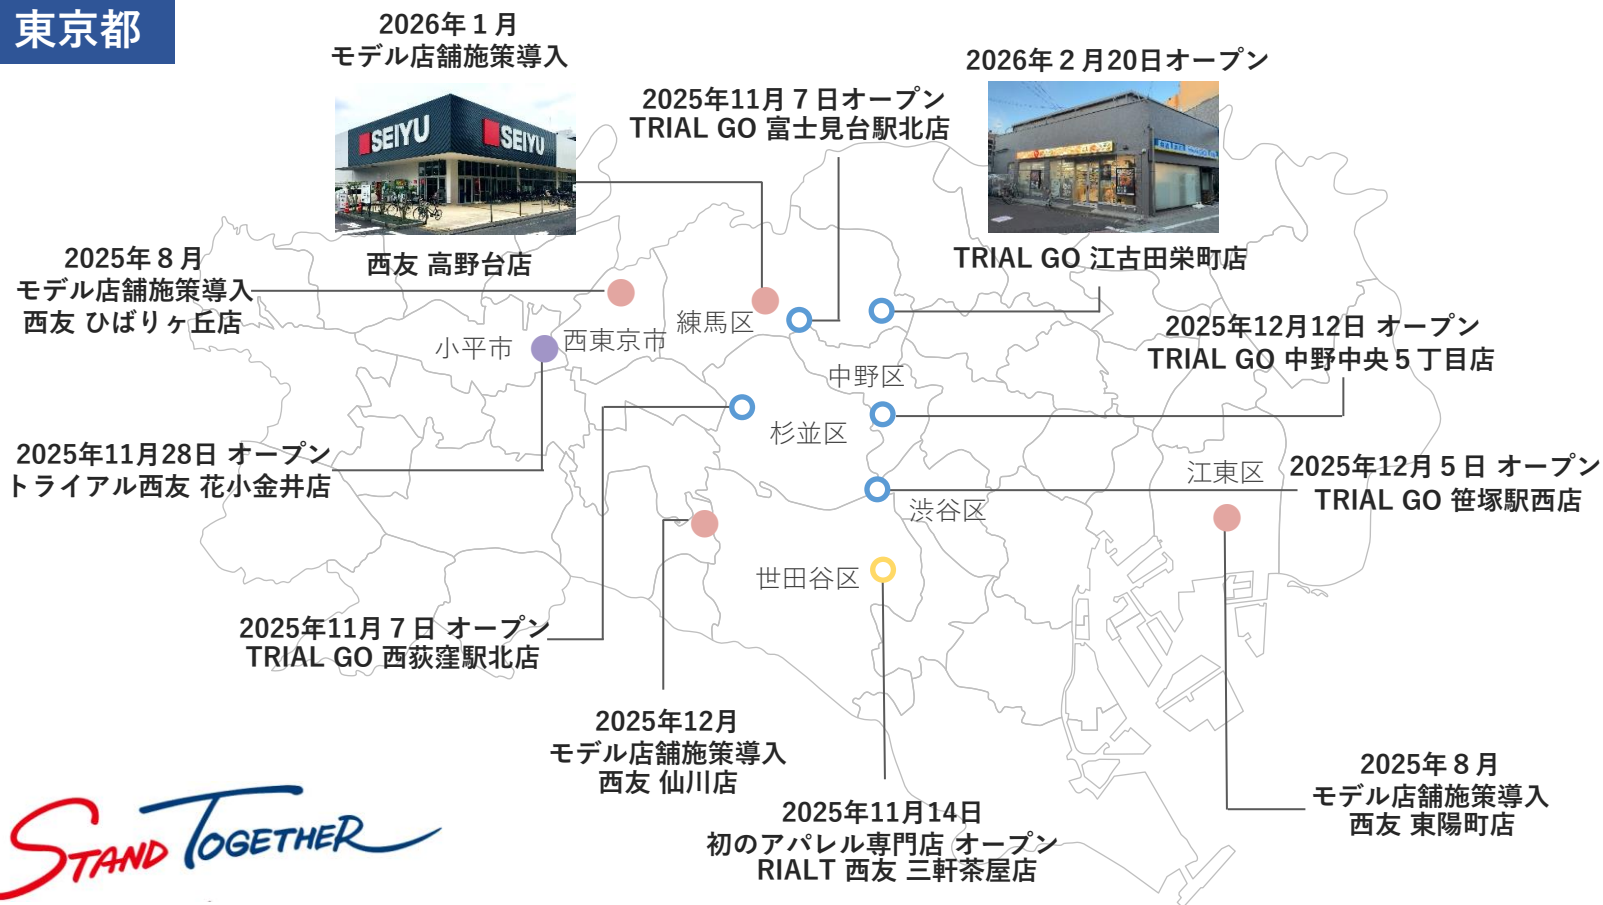 東京都
2026年1月
モデル店舗施策導入
SEIYU
SEIYU
西友 高野台店
2025年11月7日オープン
TRIAL GO 富士見台駅北店
2026年2月20日オープン
TRIAL GO 江古田栄町店
2025年8月
モデル店舗施策導入
西友 ひばりヶ丘店
2025年12月12日 オープン
TRIAL GO 中野中央5丁目店
練馬区
西東京市
小平市
中野区
杉並区
江東区
渋谷区
世田谷区
2025年11月28日 オープン
トライアル西友 花小金井店
2025年12月5日 オープン
TRIAL GO 笹塚駅西店
2025年11月7日 オープン
TRIAL GO 西荻窪駅北店
2025年12月
モデル店舗施策導入
西友 仙川店
2025年11月14日
初のアパレル専門店 オープン
RIALT 西友 三軒茶屋店
2025年8月
モデル店舗施策導入
西友 東陽町店
STAND TOGETHER